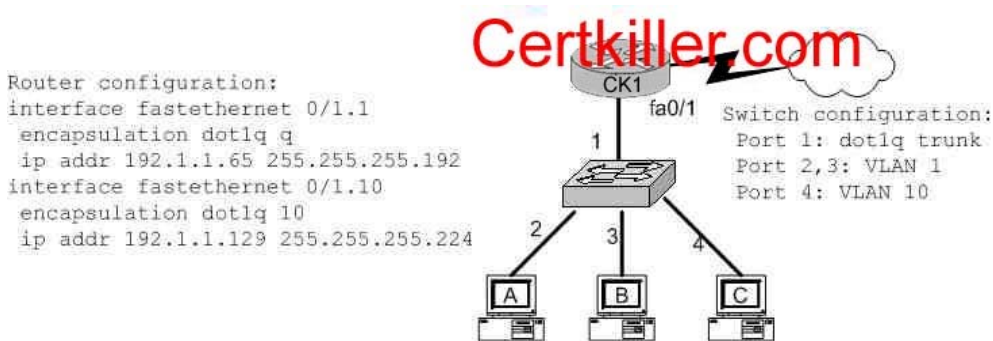 Certkiller.com
Router configuration:
interface fastethernet 0/1.1
encapsulation dot1q q
ip addr 192.1.1.65 255.255.255.192
interface fastethernet 0/1.10
encapsulation dot1q 10
ip addr 192.1.1.129 255.255.255.224
CK1
fa0/1
1
Switch configuration:
Port 1: dot1q trunk
Port 2,3: VLAN 1
Port 4: VLAN 10
2
3
4
A
B
C